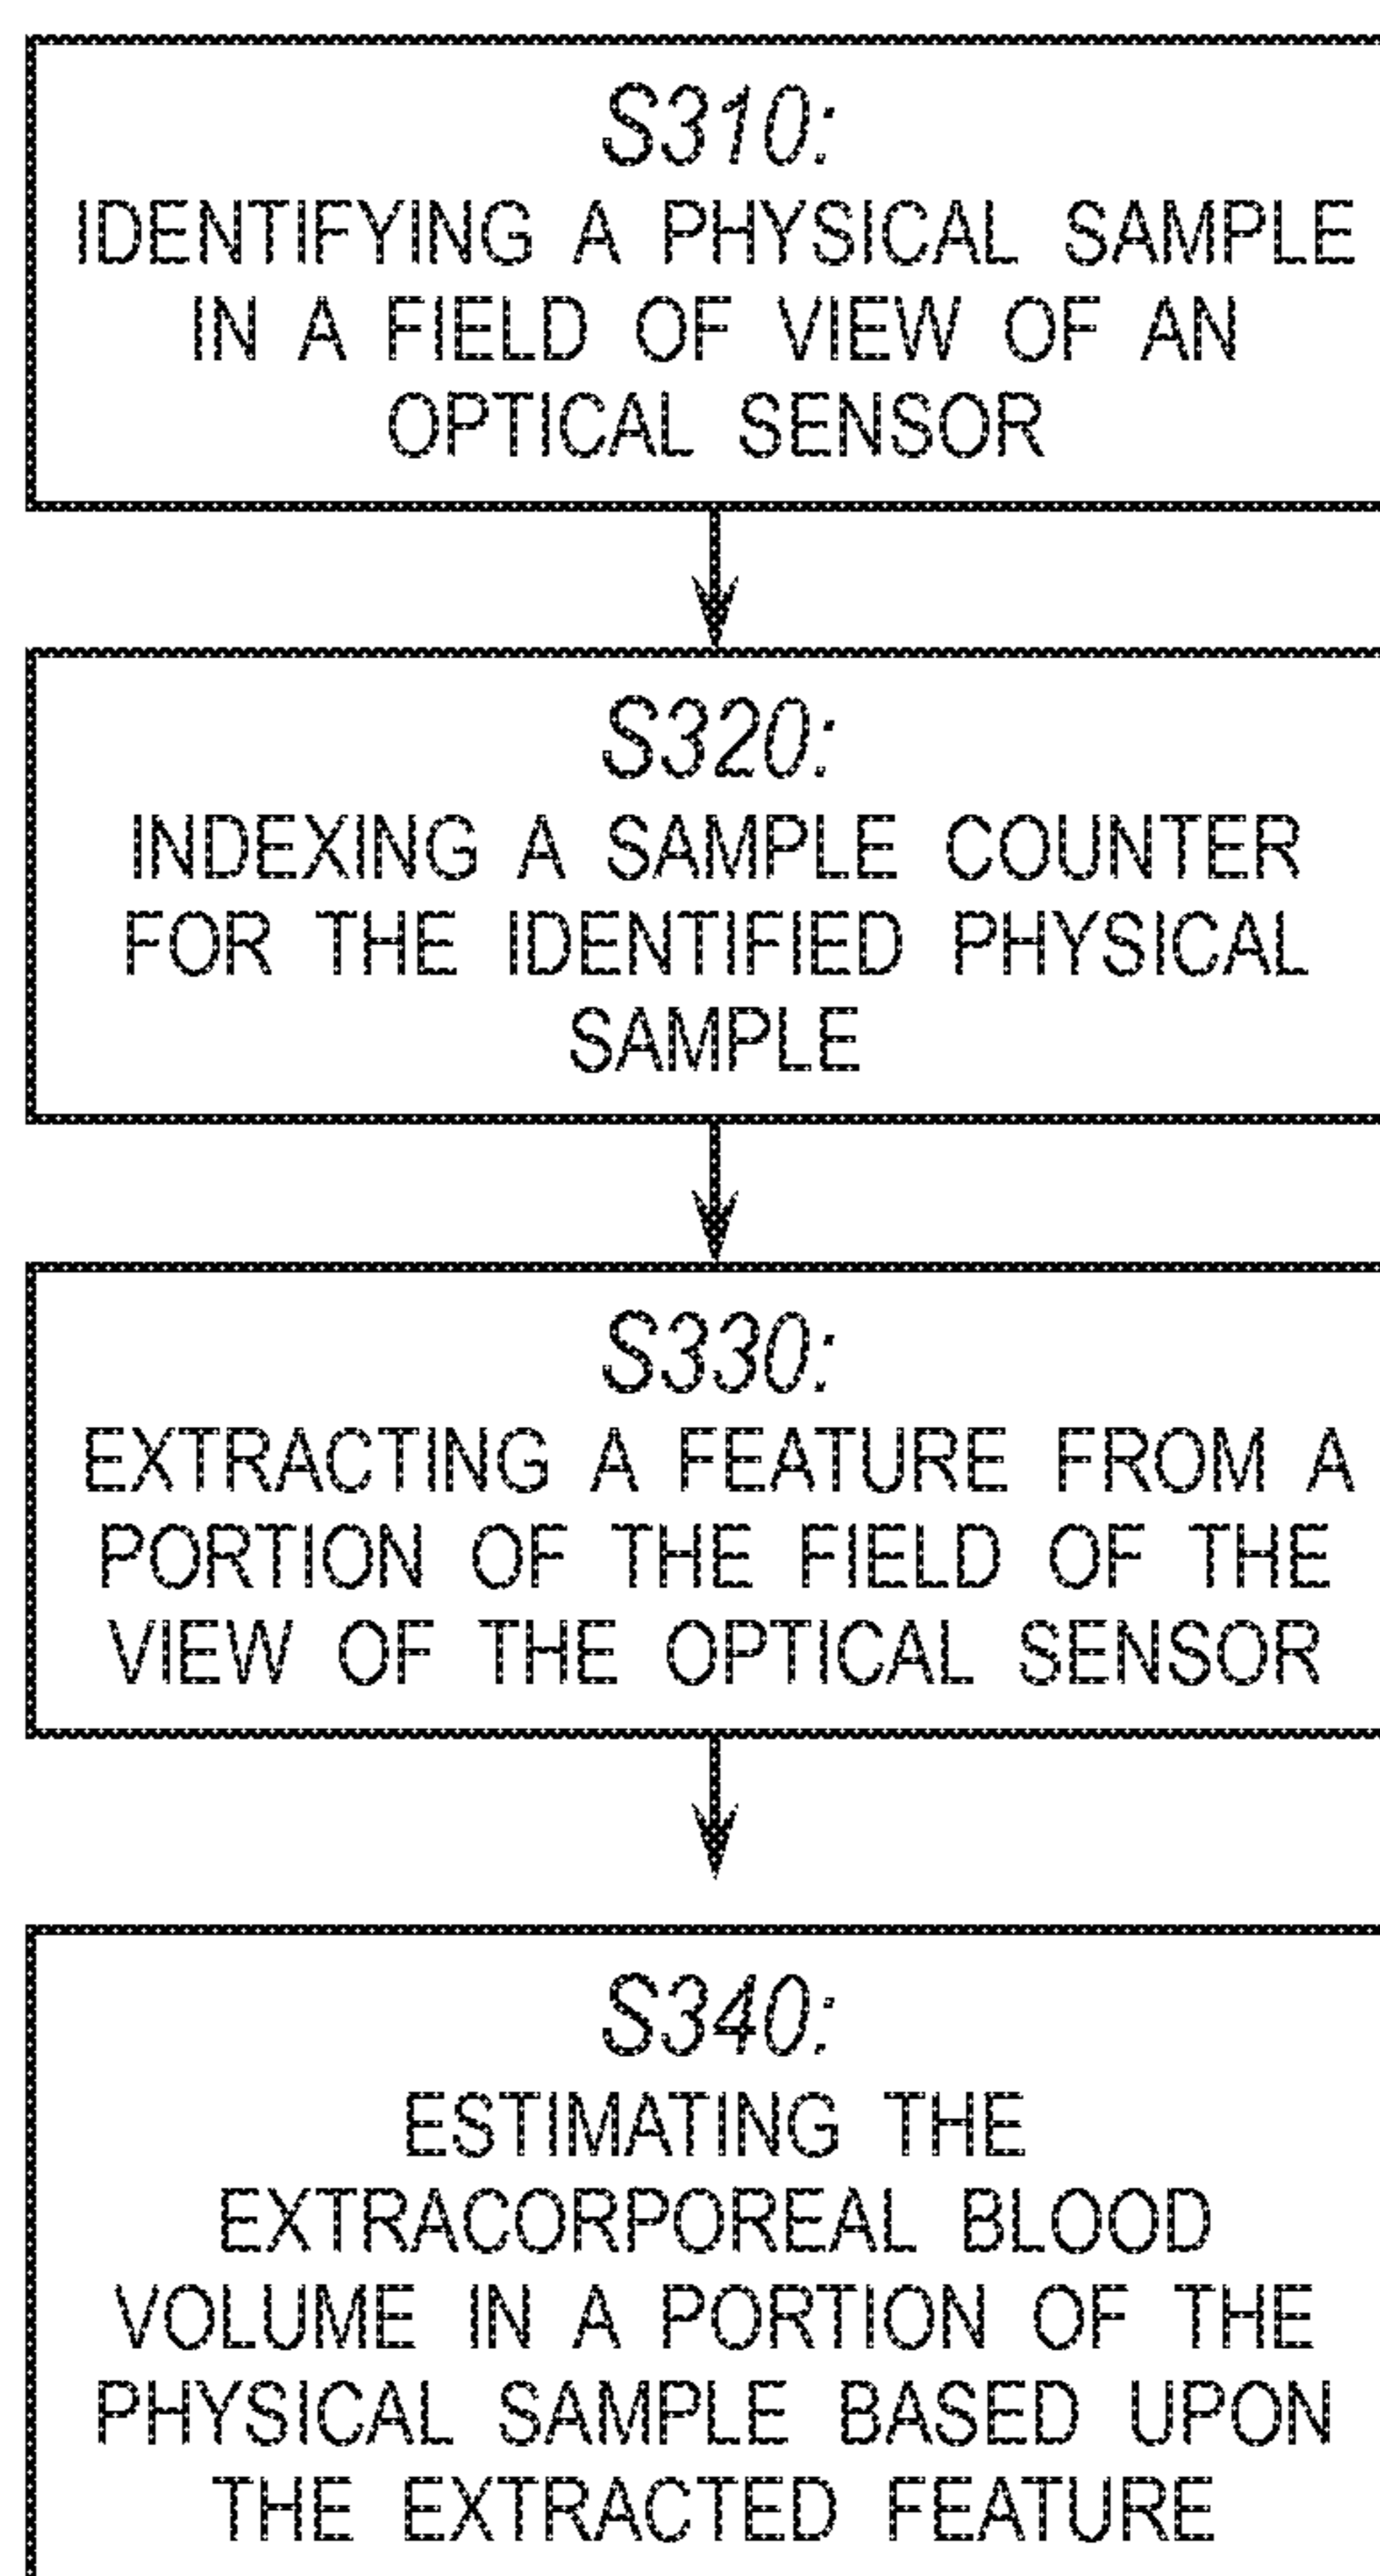 S310:
IDENTIFYING A PHYSICAL SAMPLE
IN A FIELD OF VIEW OF AN
OPTICAL SENSOR
S320:
INDEXING A SAMPLE COUNTER
FOR THE IDENTIFIED PHYSICAL
SAMPLE
S330:
EXTRACTING A FEATURE FROM A
PORTION OF THE FIELD OF THE
VIEW OF THE OPTICAL SENSOR
S340:
ESTIMATING THE
EXTRACORPOREAL BLOOD
VOLUME IN A PORTION OF THE
PHYSICAL SAMPLE BASED UPON
THE EXTRACTED FEATURE